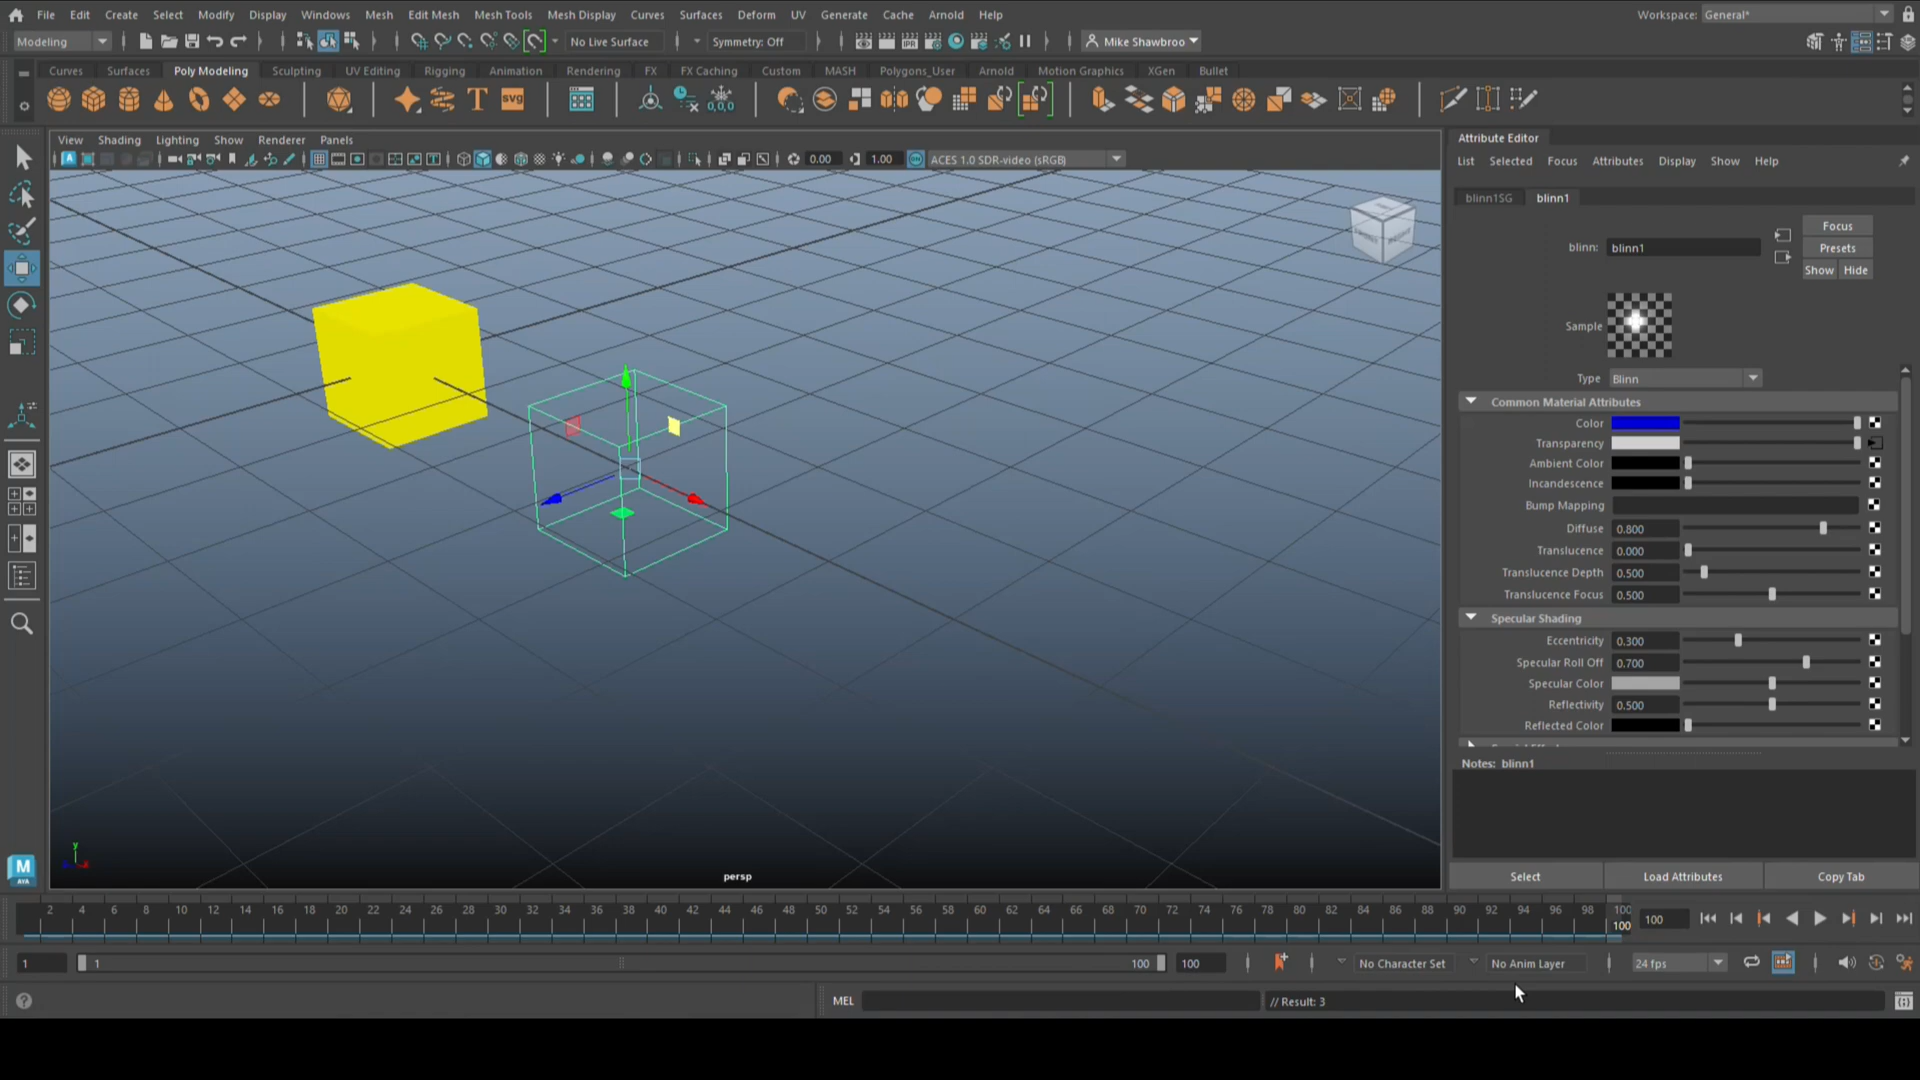 File Edit Create Select Modify Display Windows Mesh Edit Mesh Mesh Tools Mesh Display Curves Surfaces Deform UV Generate Cache Arnold Help Workspace: General*
Modeling No Live Surface Symmetry: Off IPR Mike Shawbroo
Curves Surfaces Poly Modeling Sculpting UV Editing Rigging Animation Rendering FX FX Caching Custom MASH Polygons_User Arnold Motion Graphics XGen Bullet
T SVG 0,0,0
View Shading Lighting Show Renderer Panels
0.00 1.00 ACES 1.0 SDR-video (sRGB)
y
persp
M
AYA
Attribute Editor
List Selected Focus Attributes Display Show Help
blinn1SG blinn1
Focus
blinn: blinn1 Presets
Show Hide
Sample
Type Blinn
Common Material Attributes
Color
Transparency
Ambient Color
Incandescence
Bump Mapping
Diffuse 0.800
Translucence 0.000
Translucence Depth 0.500
Translucence Focus 0.500
Specular Shading
Eccentricity 0.300
Specular Roll Off 0.700
Specular Color
Reflectivity 0.500
Reflected Color
Notes: blinn1
Select Load Attributes Copy Tab
2 4 6 8 10 12 14 16 18 20 22 24 26 28 30 32 34 36 38 40 42 44 46 48 50 52 54 56 58 60 62 64 66 68 70 72 74 76 78 80 82 84 86 88 90 92 94 96 98 100
100 100
1 1 100 100 No Character Set No Anim Layer 24 fps
MEL // Result: 3